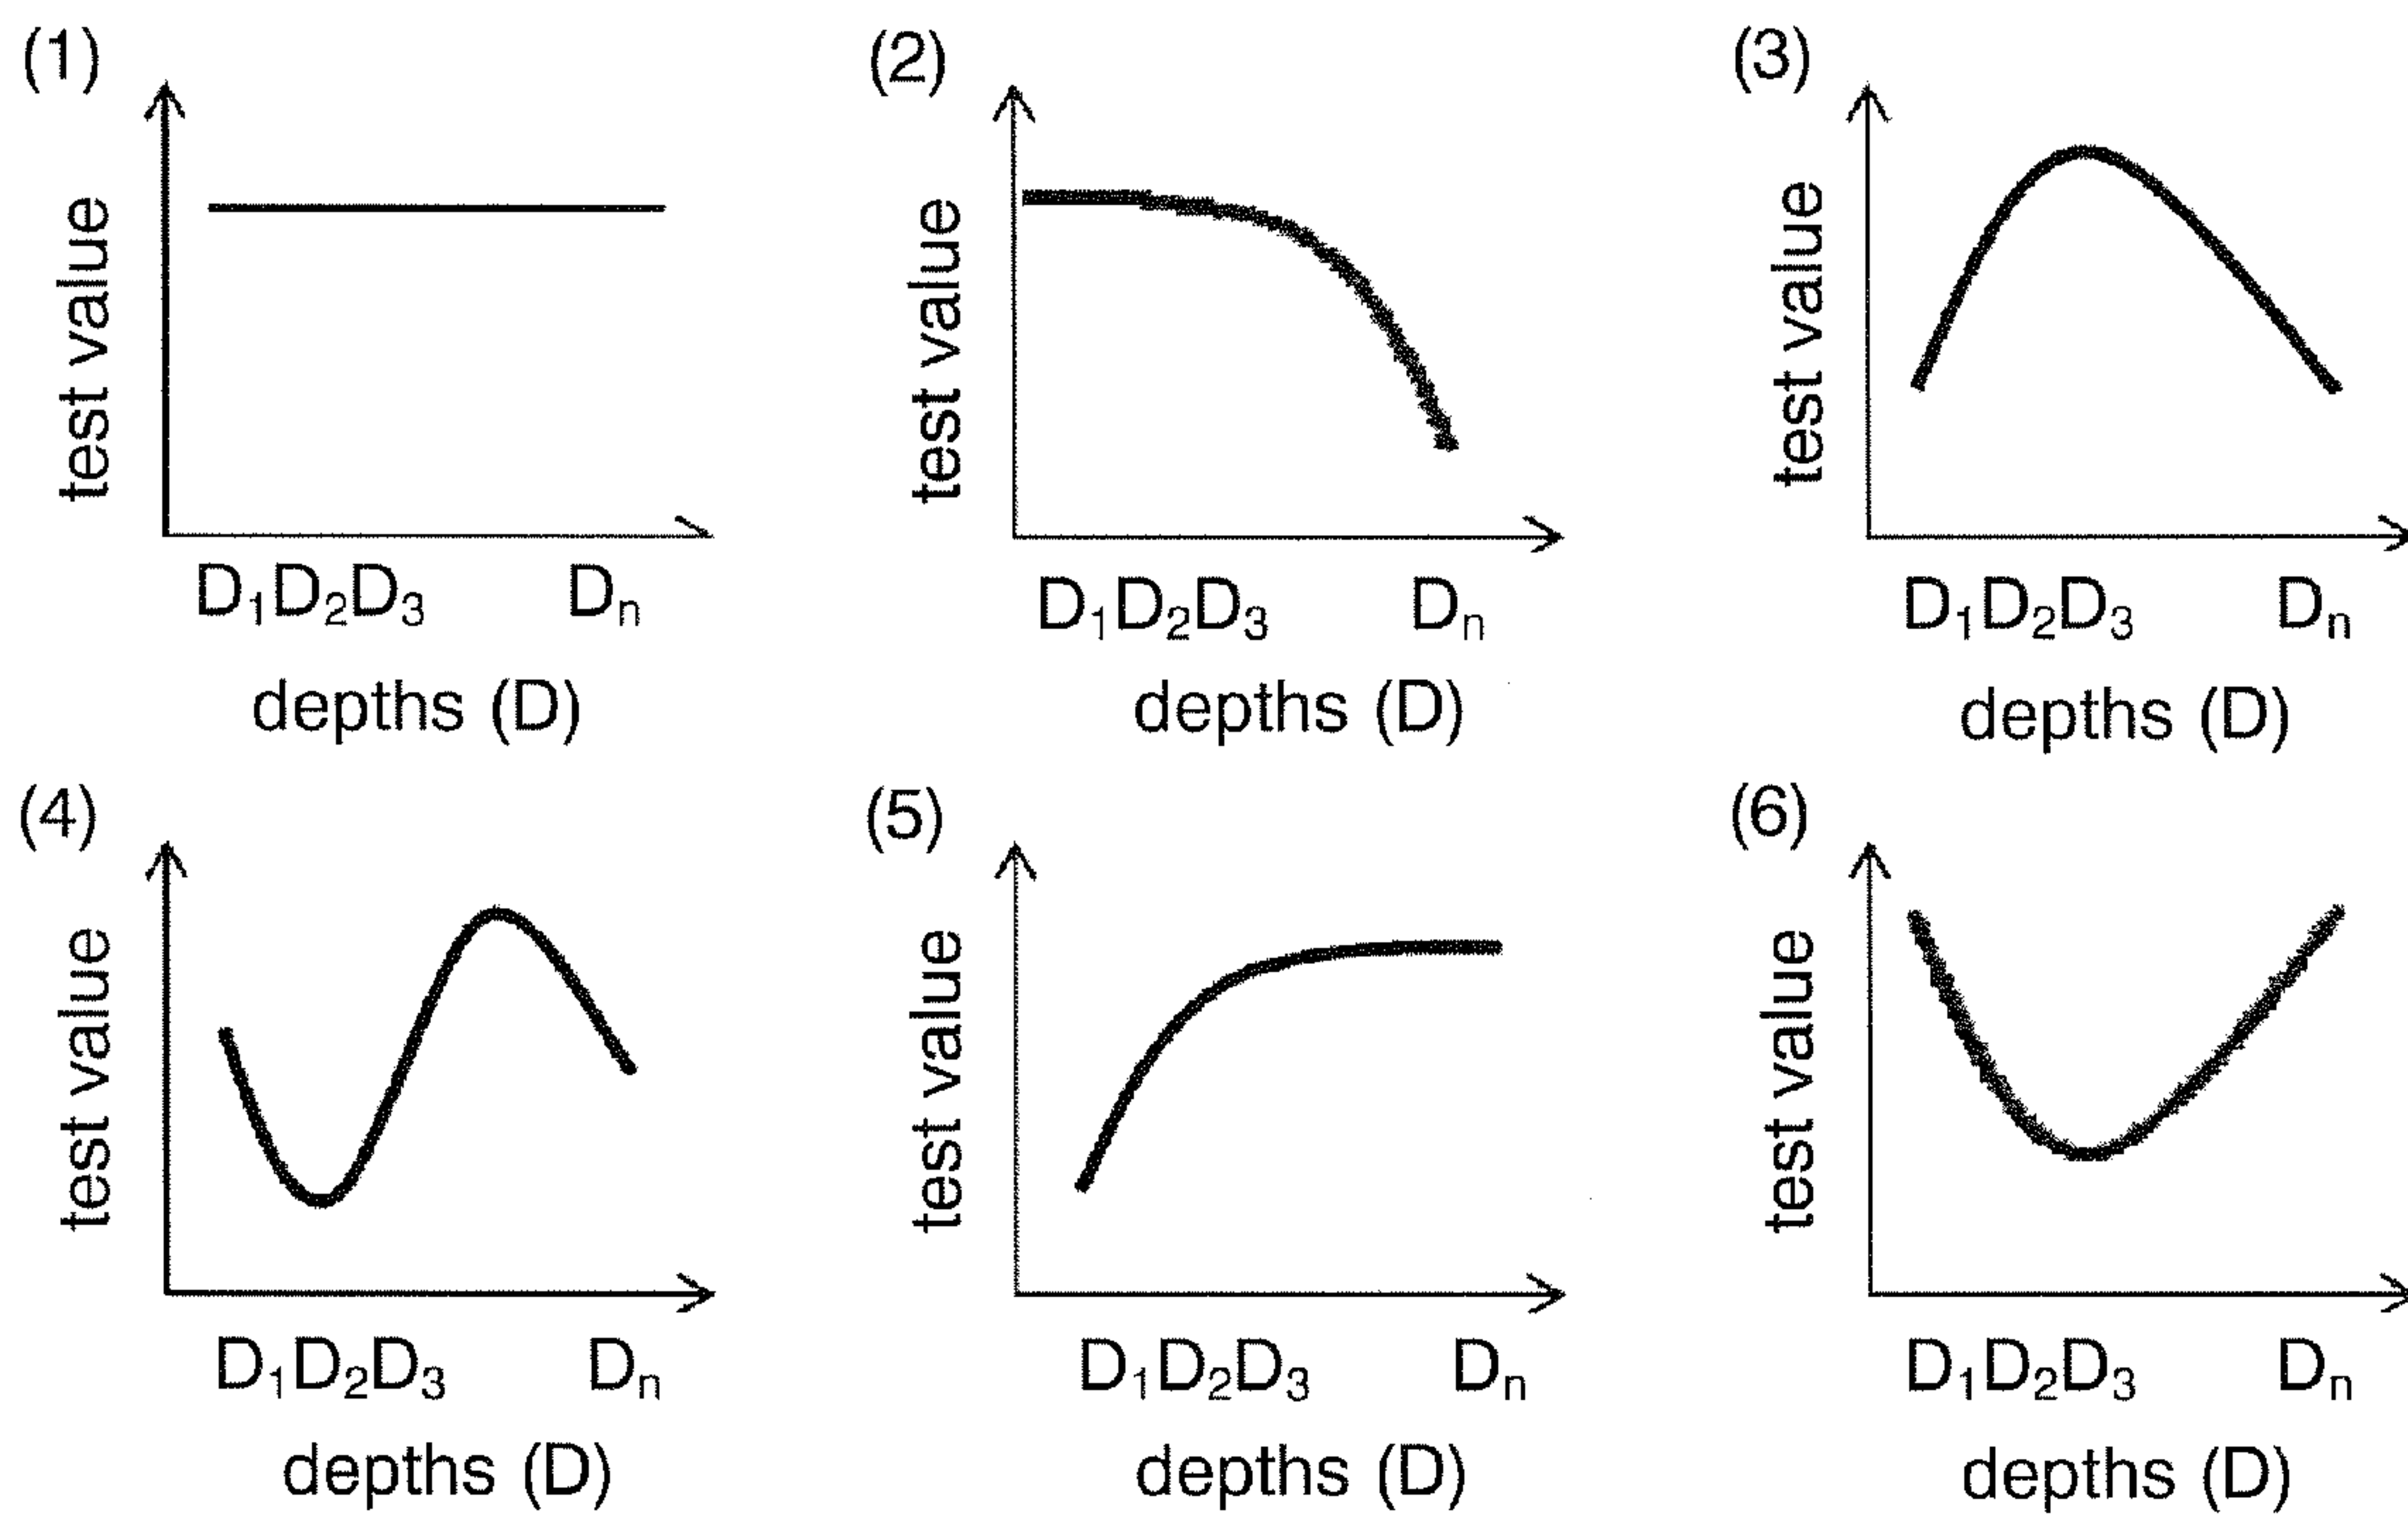 (1)
test value
D₁D₂D₃ Dₙ
depths (D)
(2)
test value
D₁D₂D₃ Dₙ
depths (D)
(3)
test value
D₁D₂D₃ Dₙ
depths (D)
(4)
test value
D₁D₂D₃ Dₙ
depths (D)
(5)
test value
D₁D₂D₃ Dₙ
depths (D)
(6)
test value
D₁D₂D₃ Dₙ
depths (D)